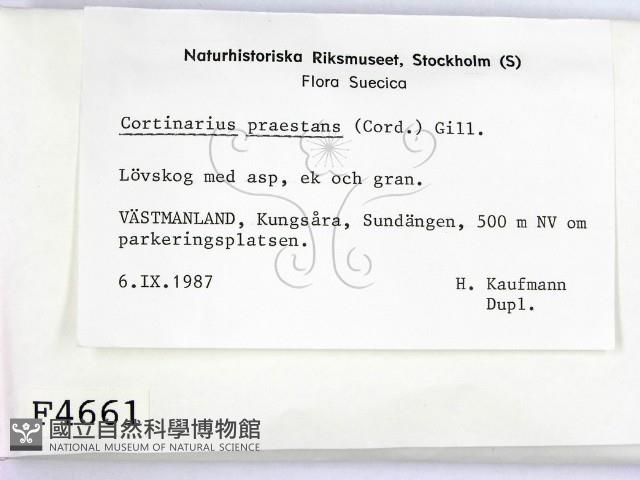 Naturhistoriska Riksmuseet, Stockholm (S)
Flora Suecica
Cortinarius praestans (Cord.) Gill.
Lövskog med asp, ek och gran.
VÄSTMANLAND, Kungsåra, Sundängen, 500 m NV om
parkeringsplatsen.
6.IX.1987 H. Kaufmann
Dupl.
F4661
國立自然科學博物館
NATIONAL MUSEUM OF NATURAL SCIENCE